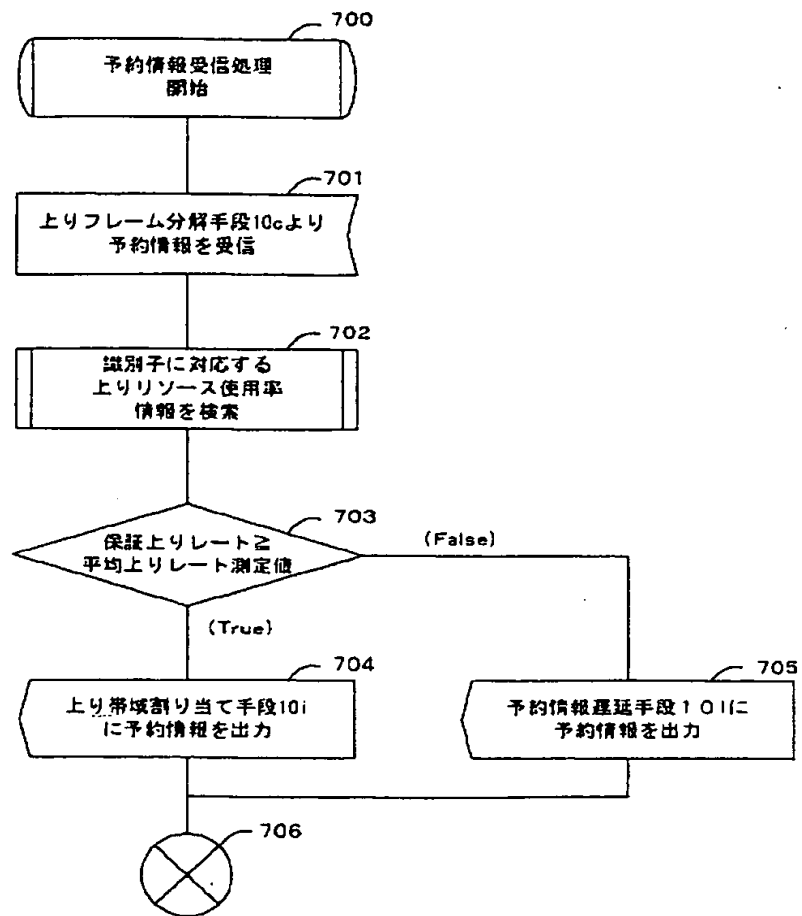 700
予約情報受信処理
開始
701
上りフレーム分解手段10cより
予約情報を受信
702
識別子に対応する
上りリソース使用率
情報を検索
703
保証上りレート≧
平均上りレート測定値
(False)
(True)
704
上り帯域割り当て手段10i
に予約情報を出力
705
予約情報遅延手段10lに
予約情報を出力
706